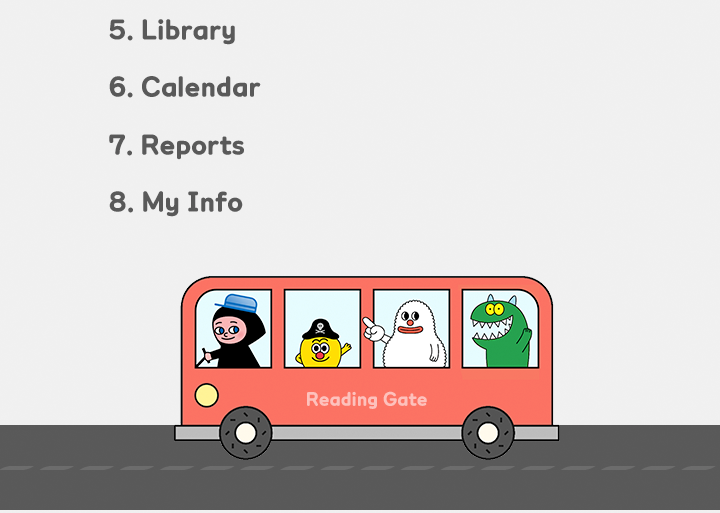 5. Library
6. Calendar
7. Reports
8. My Info
Reading Gate